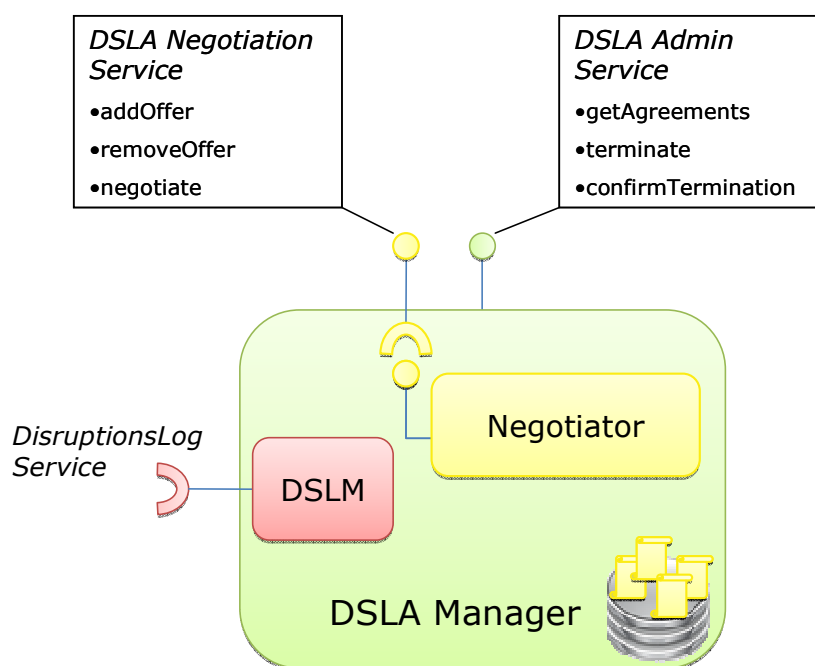 DSLA Negotiation
Service
•addOffer
•removeOffer
•negotiate
DSLA Admin
Service
•getAgreements
•terminate
•confirmTermination
DisruptionsLog
Service
Negotiator
DSLM
DSLA Manager